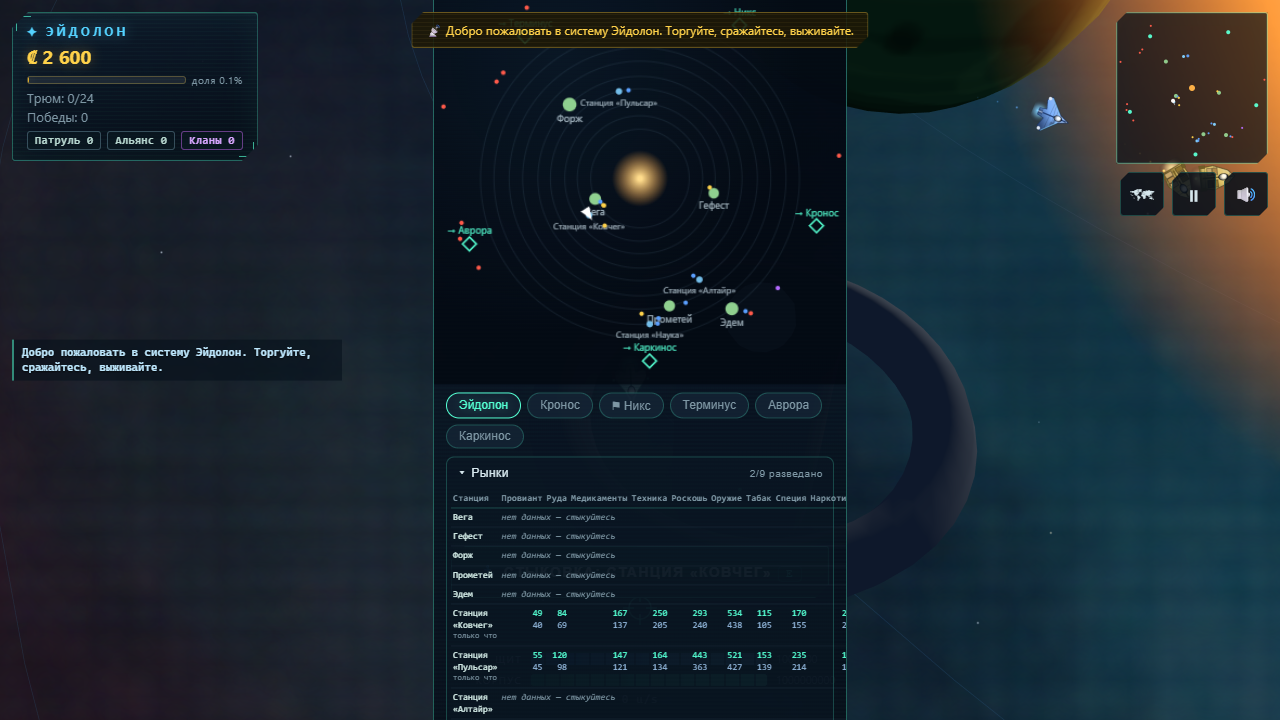 ✦ ЭЙДОЛОН
₡ 2 600
доля 0.1%
Трюм: 0/24
Победы: 0
Патруль 0 Альянс 0 Кланы 0
Добро пожаловать в систему Эйдолон. Торгуйте, сражайтесь, выживайте.
Добро пожаловать в систему Эйдолон. Торгуйте,
сражайтесь, выживайте.
Станция «Пульсар»
Форж
Вега
Гефест
Станция «Ковчег»
→ Аврора
→ Кронос
Станция «Алтайр»
Прометей
Эдем
Станция «Наука»
→ Каркинос
Эйдолон Кронос ⚑ Никс Терминус Аврора
Каркинос
Рынки 2/9 разведано
Станция Провиант Руда Медикаменты Техника Роскошь Оружие Табак Специя Наркоти
Вега нет данных — стыкуйтесь
Гефест нет данных — стыкуйтесь
Форж нет данных — стыкуйтесь
Прометей нет данных — стыкуйтесь
Эдем нет данных — стыкуйтесь
Станция 49 84 167 250 293 534 115 170 2
«Ковчег» 40 69 137 205 240 438 105 155 2
только что
Станция 55 120 147 164 443 521 153 235 1
«Пульсар» 45 98 121 134 363 427 139 214 1
только что
Станция нет данных — стыкуйтесь
«Алтайр»